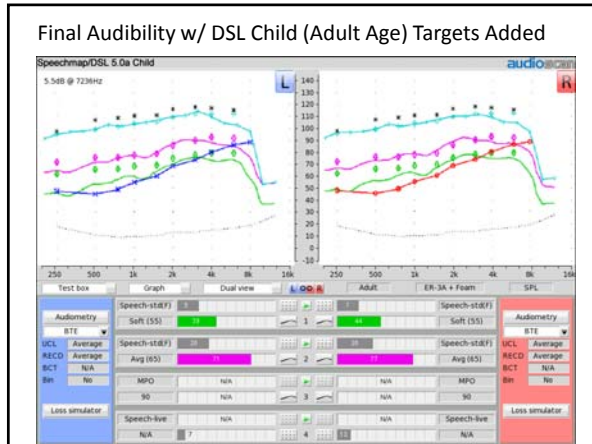 Final Audibility w/ DSL Child (Adult Age) Targets Added
Speechmap/DSL 5.0a Child
audioscan
5.5dB @ 7236Hz
L
R
140
130
120
110
100
90
80
70
60
50
40
30
20
10
0
-10
250 500 1k 2k 4k 8k 16k
250 500 1k 2k 4k 8k 16k
Test box Graph Dual view L R Adult ER-3A + Foam SPL
Audiometry
BTE
UCL Average
RECD Average
BCT N/A
Bin No
Loss simulator
Speech-std(F) Speech-std(F)
Soft (55) 1 44 Soft (55)
Speech-std(F) Speech-std(F)
Avg (65) 71 2 77 Avg (65)
MPO N/A N/A MPO
90 N/A 3 N/A 90
Speech-live N/A N/A Speech-live
N/A 7 4 N/A
Audiometry
BTE
UCL Average
RECD Average
BCT N/A
Bin No
Loss simulator